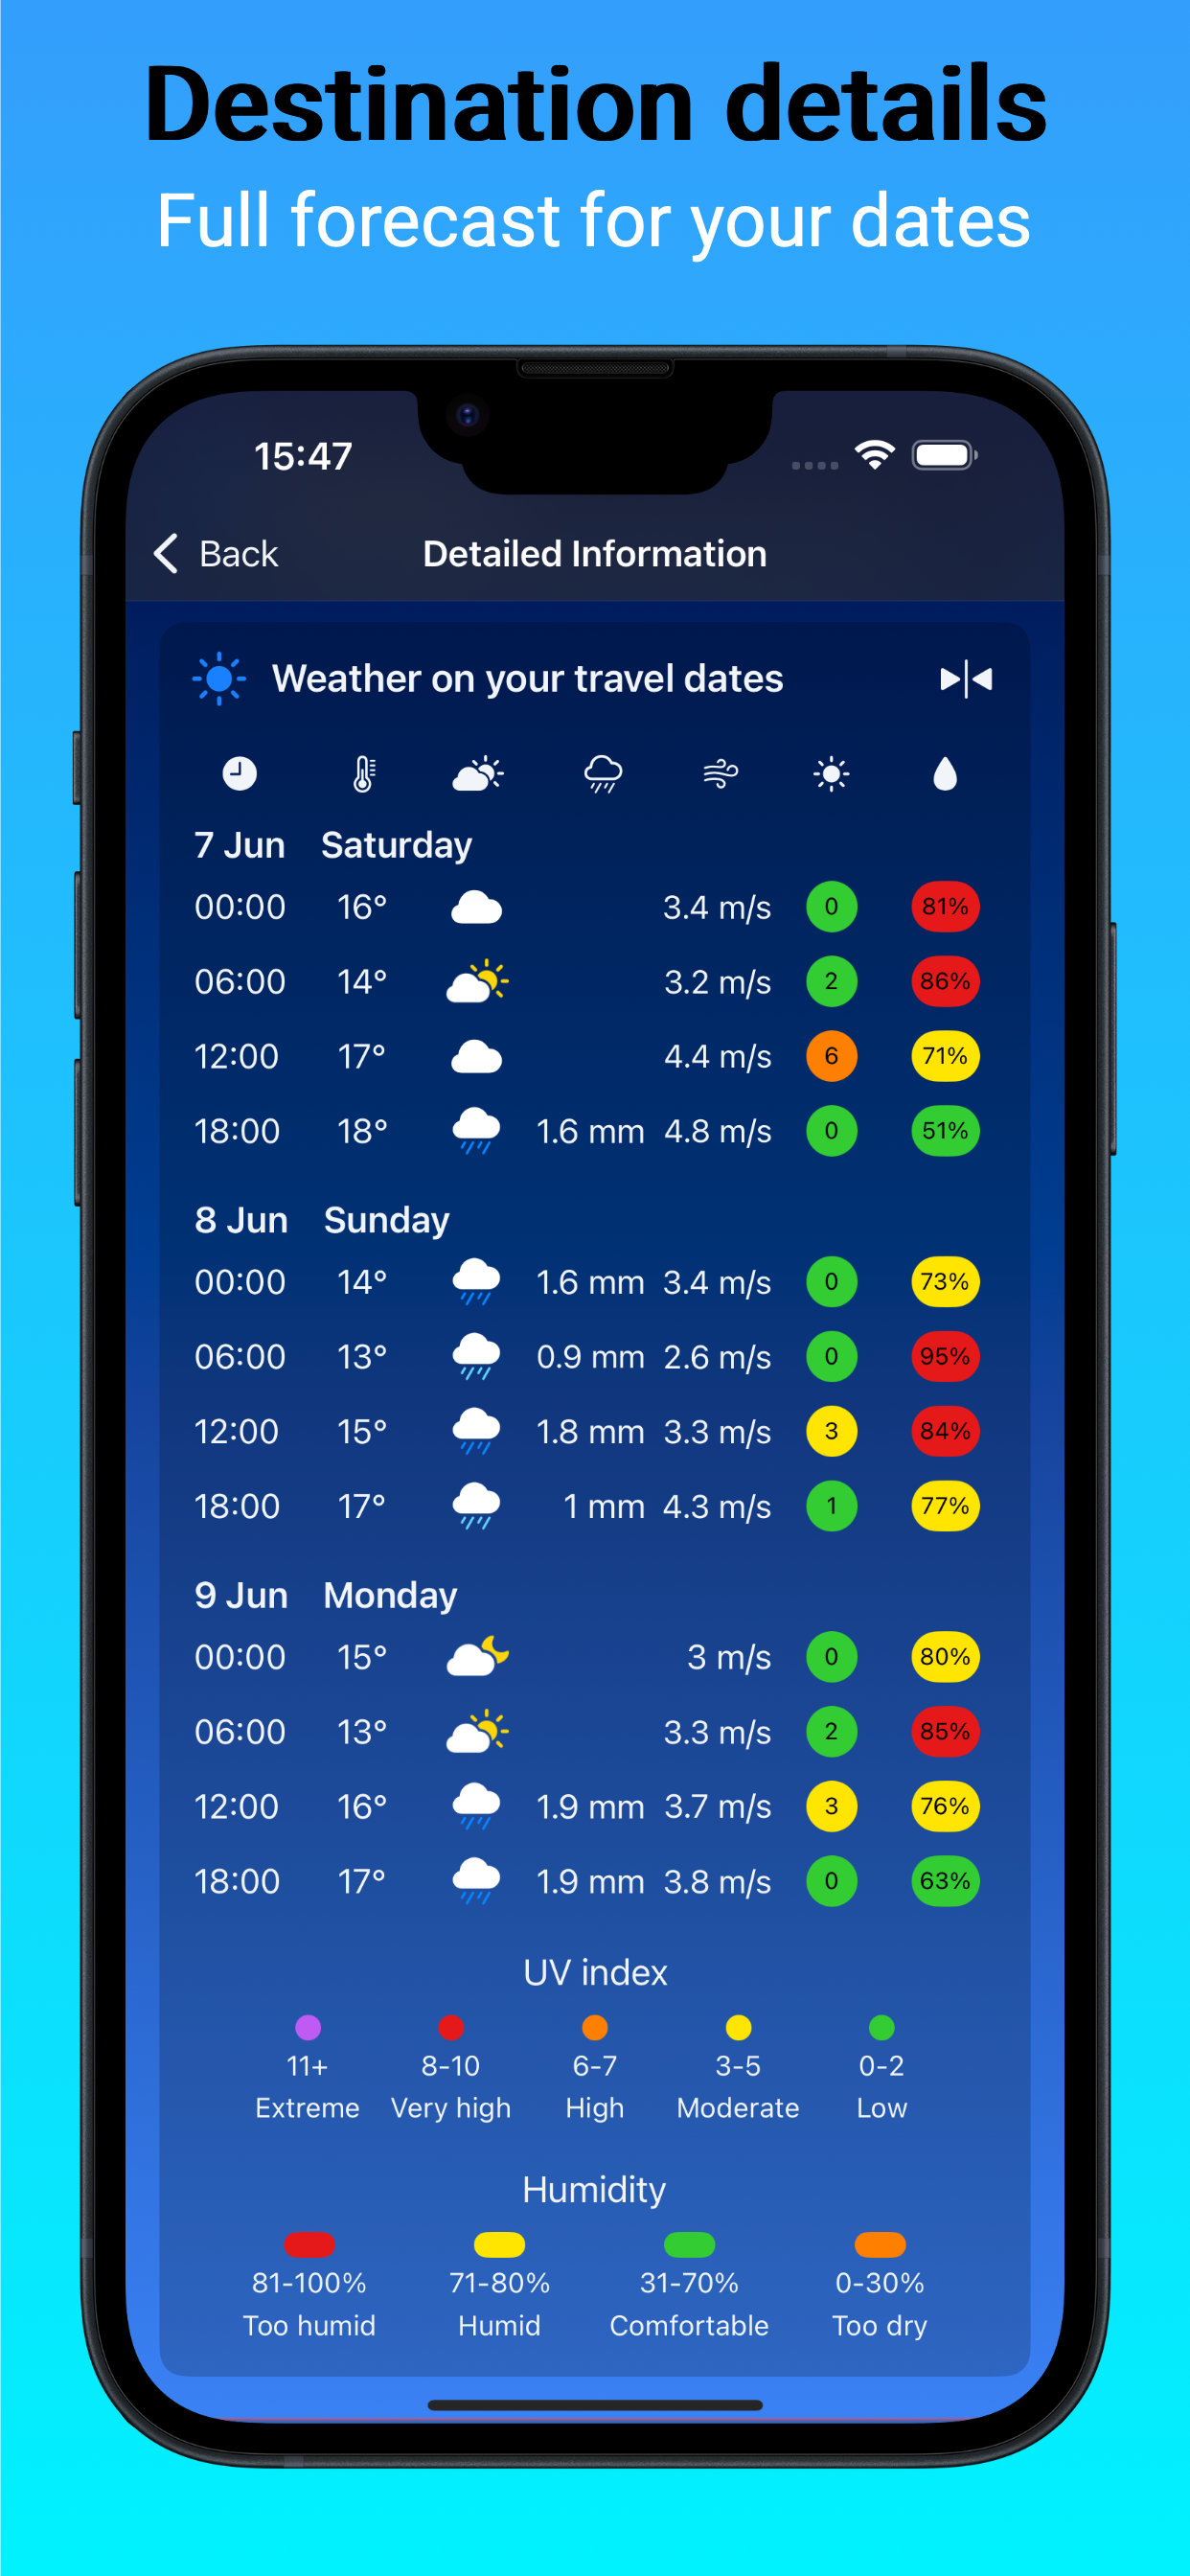 Destination details
Full forecast for your dates
15:47
Back Detailed Information
Weather on your travel dates
7 Jun Saturday
00:00 16° 3.4 m/s 0 81%
06:00 14° 3.2 m/s 2 86%
12:00 17° 4.4 m/s 6 71%
18:00 18° 1.6 mm 4.8 m/s 0 51%
8 Jun Sunday
00:00 14° 1.6 mm 3.4 m/s 0 73%
06:00 13° 0.9 mm 2.6 m/s 0 95%
12:00 15° 1.8 mm 3.3 m/s 3 84%
18:00 17° 1 mm 4.3 m/s 1 77%
9 Jun Monday
00:00 15° 3 m/s 0 80%
06:00 13° 3.3 m/s 2 85%
12:00 16° 1.9 mm 3.7 m/s 3 76%
18:00 17° 1.9 mm 3.8 m/s 0 63%
UV index
11+ 8-10 6-7 3-5 0-2
Extreme Very high High Moderate Low
Humidity
81-100% 71-80% 31-70% 0-30%
Too humid Humid Comfortable Too dry